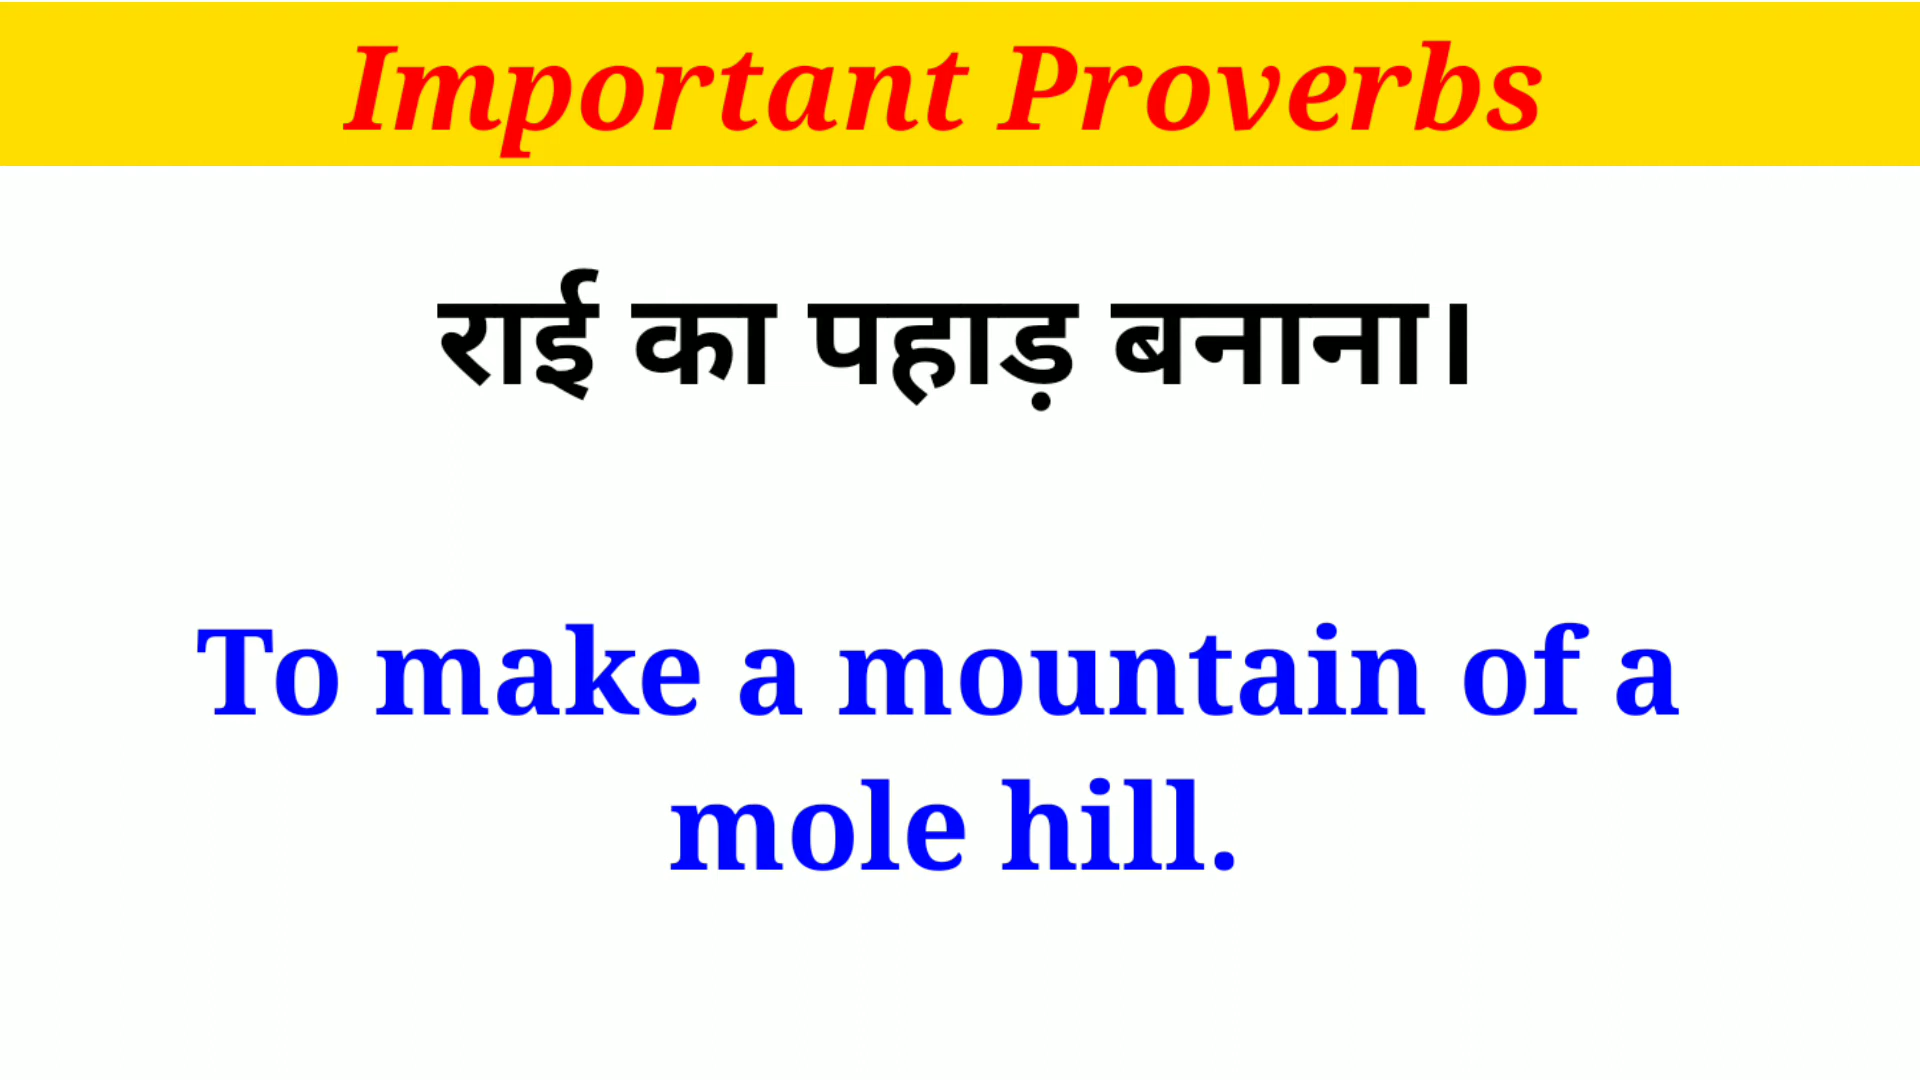 Important Proverbs
राई का पहाड़ बनाना।
To make a mountain of a
mole hill.